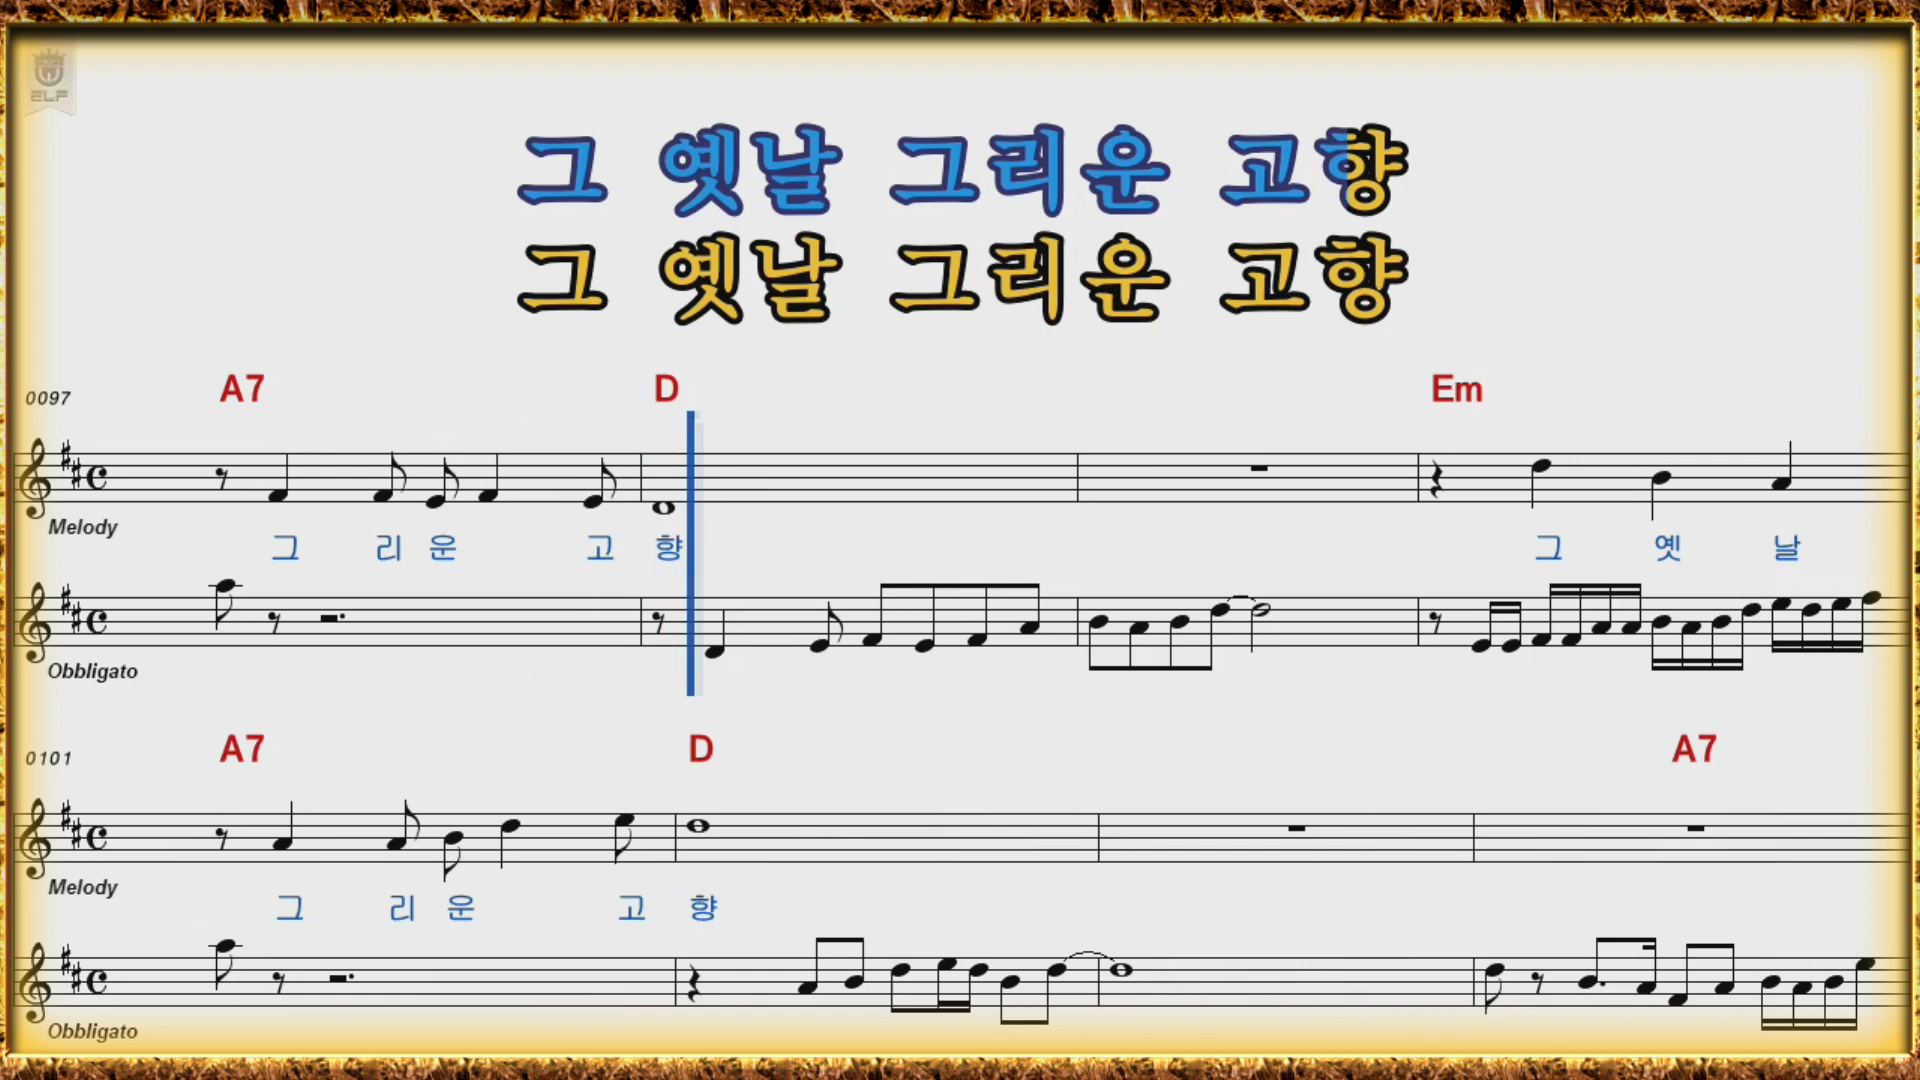 ELF
그 옛날 그리운 고향
그 옛날 그리운 고향
0097 A7 D Em
Melody
그 리 운 고 향 그 옛 날
Obbligato
0101 A7 D A7
Melody
그 리 운 고 향
Obbligato